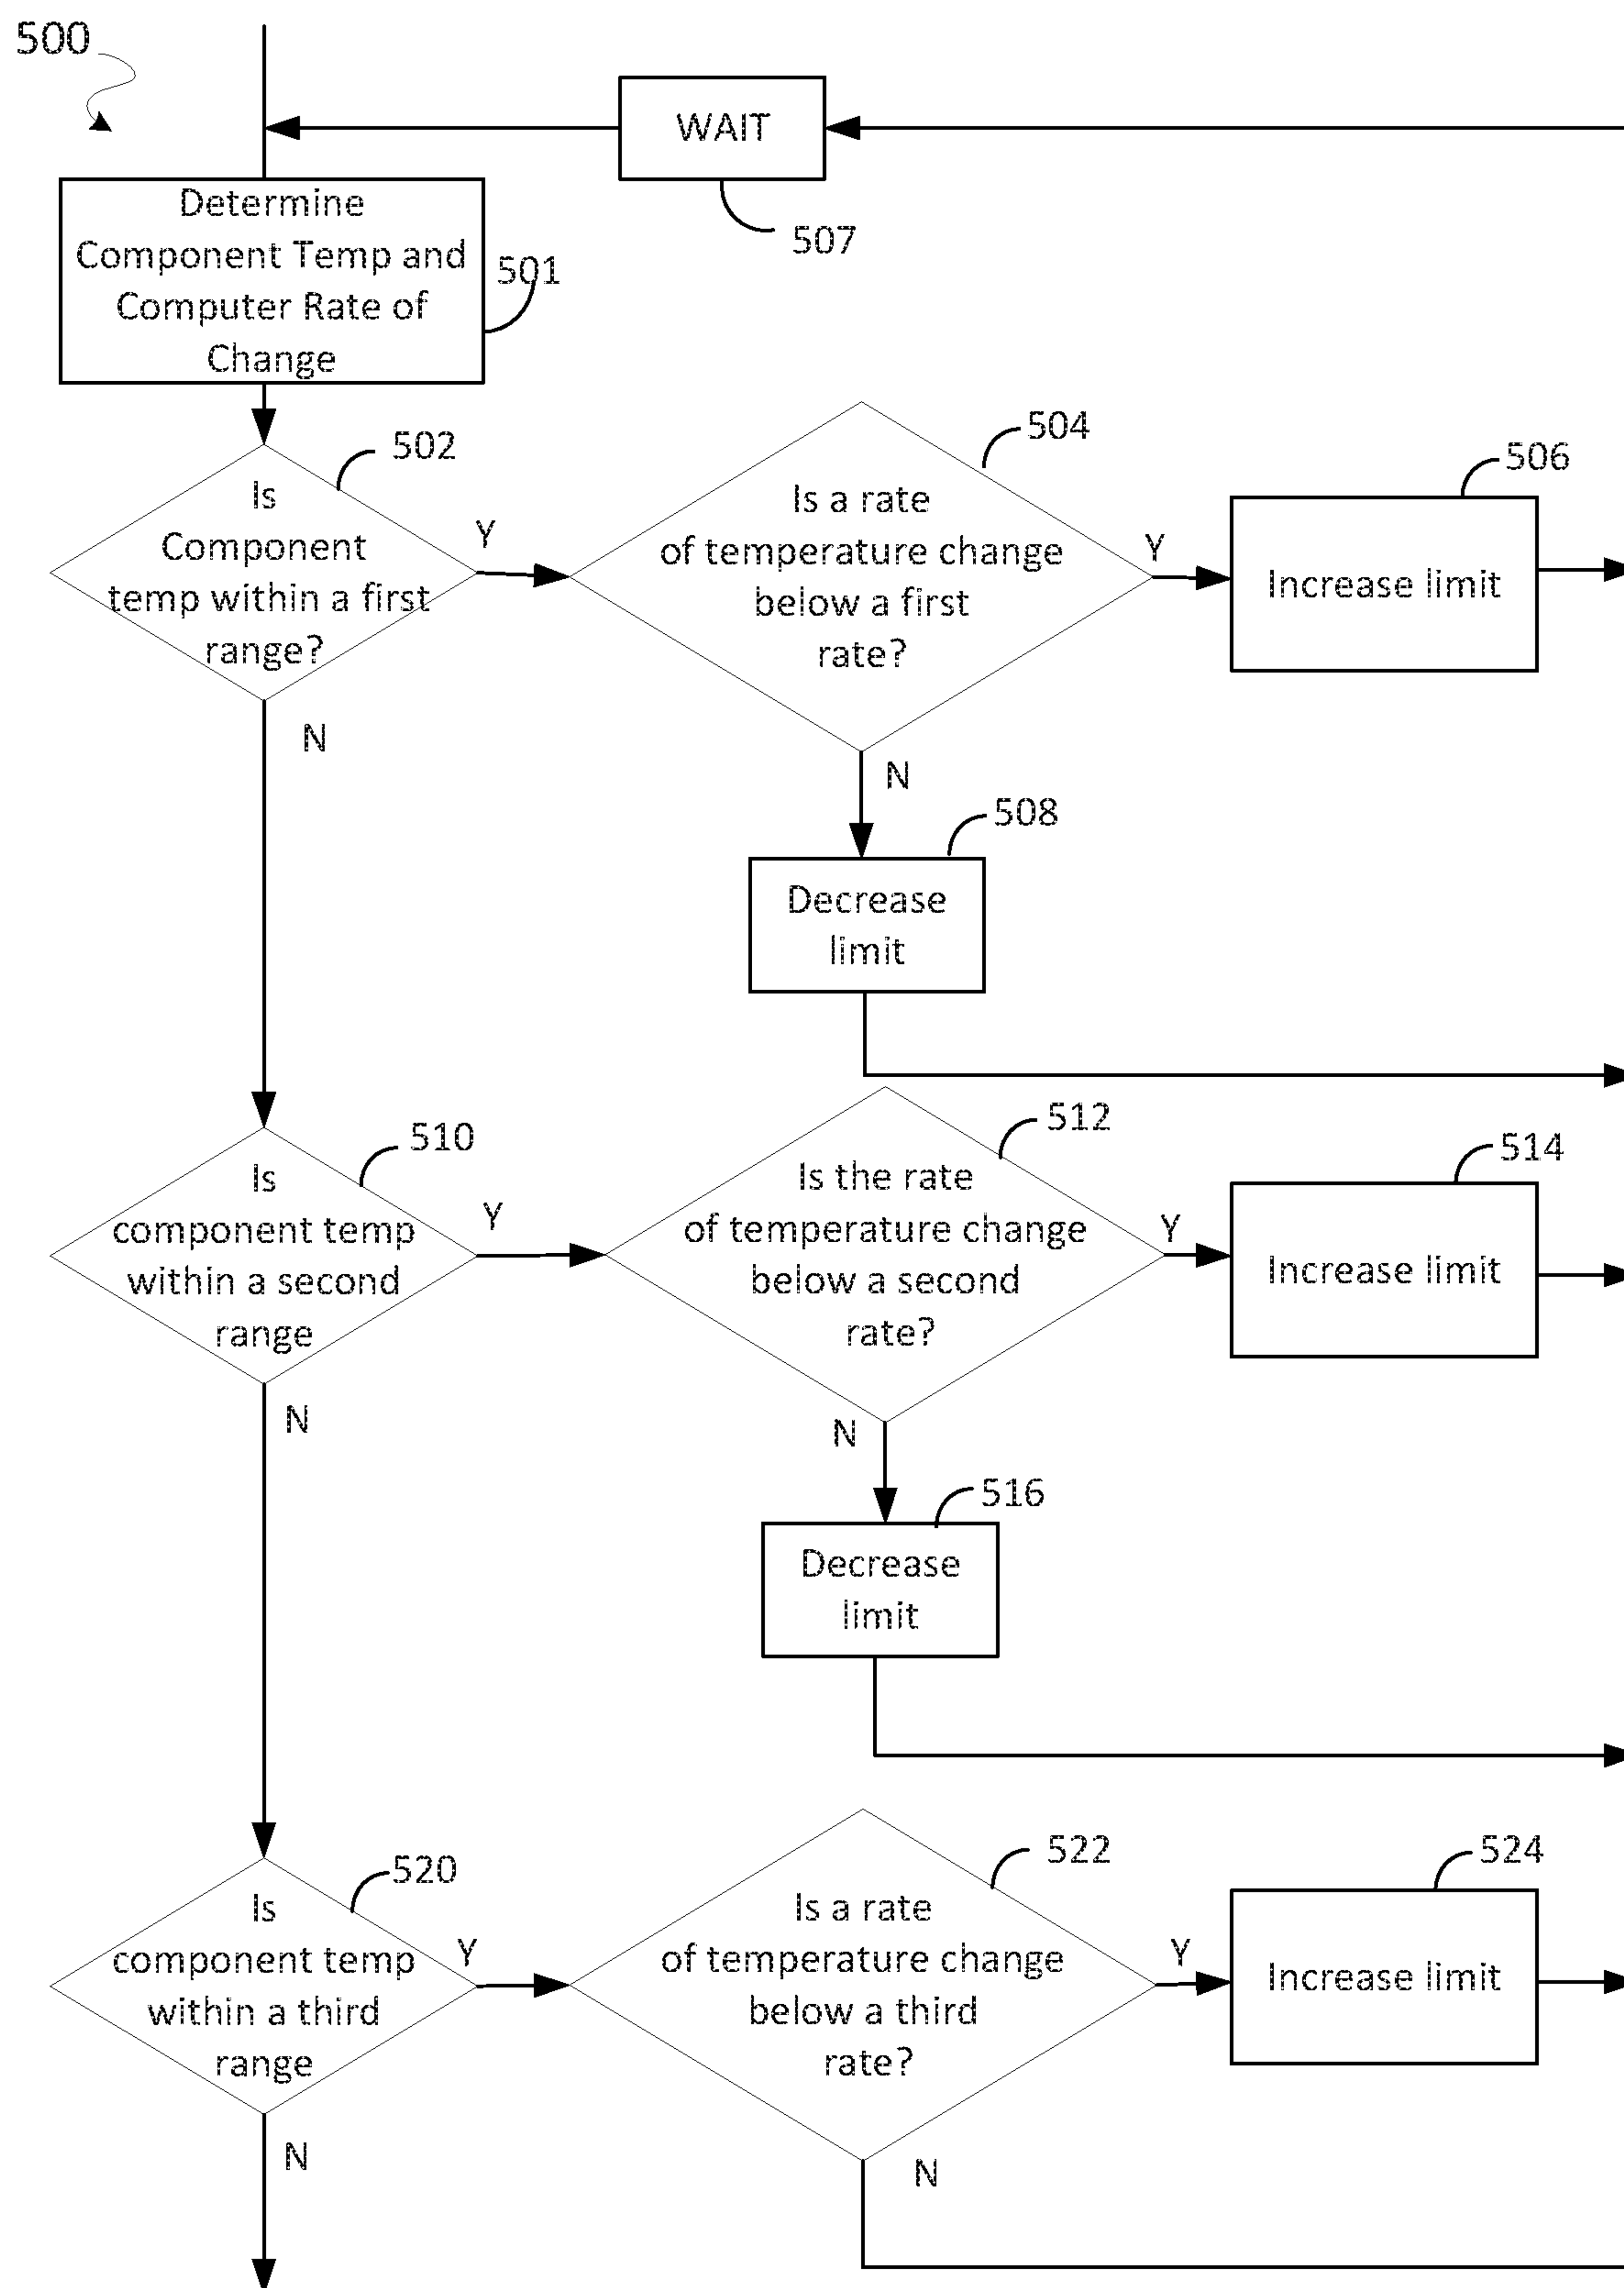 500
WAIT
507
Determine
Component Temp and
Computer Rate of
Change
501
502
Is
Component
temp within a first
range?
Y
N
504
Is a rate
of temperature change
below a first
rate?
Y
N
506
Increase limit
508
Decrease
limit
510
Is
component temp
within a second
range
Y
N
512
Is the rate
of temperature change
below a second
rate?
Y
N
514
Increase limit
516
Decrease
limit
520
Is
component temp
within a third
range
Y
N
522
Is a rate
of temperature change
below a third
rate?
Y
N
524
Increase limit